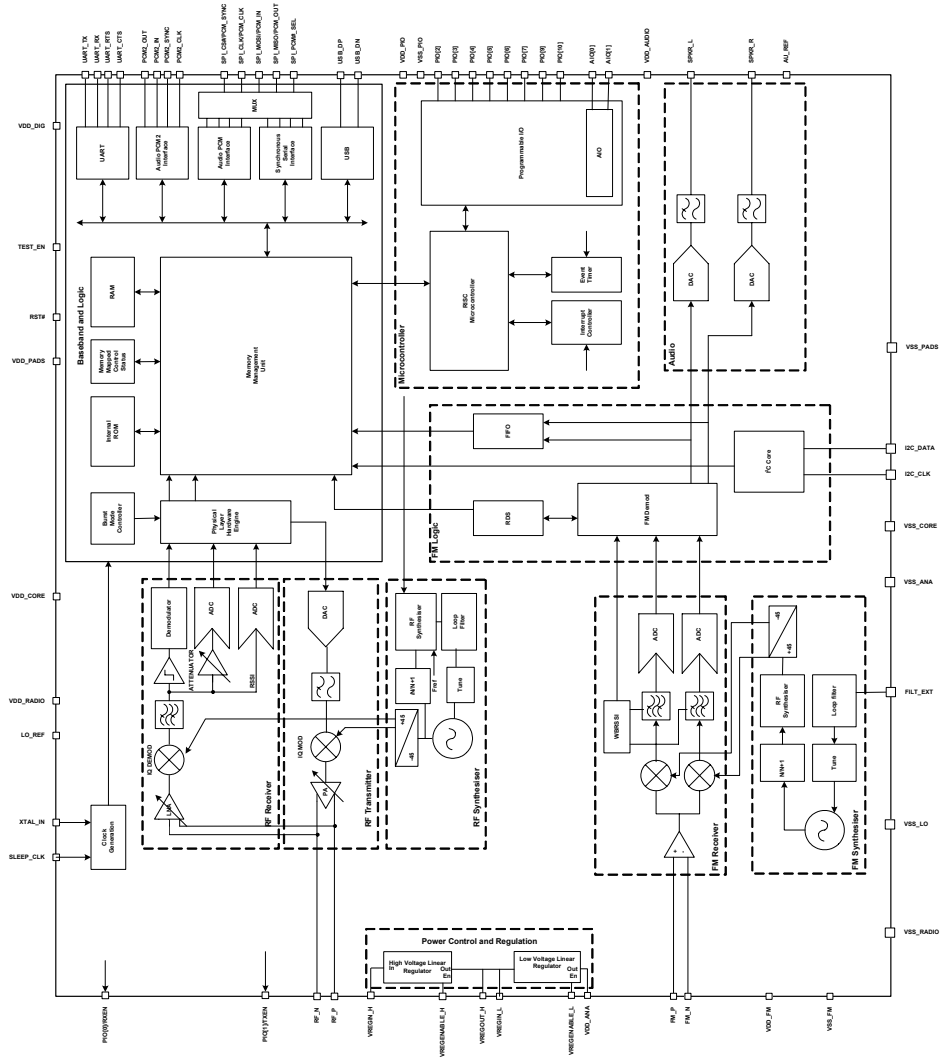 UART_TX
UART_RX
UART_RTS
UART_CTS
PCM2_OUT
PCM2_IN
PCM2_SYNC
PCM2_CLK
SPI_CS#/PCM_SYNC
SPI_CLK/PCM_CLK
SPI_MOSI/PCM_IN
SPI_MISO/PCM_OUT
SPI_PCM#_SEL
USB_DP
USB_DN
VDD_PIO
VSS_PIO
PIO[2]
PIO[3]
PIO[4]
PIO[5]
PIO[6]
PIO[7]
PIO[8]
PIO[9]
PIO[10]
AIO[0]
AIO[1]
VDD_AUDIO
SPKR_L
SPKR_R
AU_REF
VDD_DIG
TEST_EN
RST#
VDD_PADS
VDD_CORE
VDD_RADIO
LO_REF
XTAL_IN
SLEEP_CLK
Baseband and Logic
UART
Audio PCM2
Interface
MUX
Audio PCM
Interface
Synchronous
Serial
Interface
USB
RAM
Memory
Mapped
Control
Status
Internal
ROM
Burst
Mode
Controller
Memory
Management
Unit
Physical
Layer
Hardware
Engine
Microcontroller
Programmable I/O
AIO
RISC
Microcontroller
Event
Timer
Interrupt
Controller
Audio
DAC
DAC
FM Logic
FIFO
RDS
FM Demod
I²C Core
VSS_PADS
I2C_DATA
I2C_CLK
VSS_CORE
VSS_ANA
FILT_EXT
VSS_LO
VSS_RADIO
RF Receiver
Demodulator
ADC
ADC
ATTENUATOR
RSSI
IQ DEMOD
LNA
RF Transmitter
DAC
IQ MOD
PA
RF Synthesiser
RF
Synthesiser
Loop
Filter
/N/N+1
Fref
Tune
+45
-45
FM Receiver
ADC
ADC
WBRSSI
+ -
FM Synthesiser
-45
+45
RF
Synthesiser
Loop filter
/N/N+1
Tune
Clock
Generation
Power Control and Regulation
High Voltage Linear
Regulator
In
Out
En
Low Voltage Linear
Regulator
Out
En
PIO[0]/RXEN
PIO[1]/TXEN
RF_N
RF_P
VREGIN_H
VREGENABLE_H
VREGOUT_H
VREGIN_L
VREGENABLE_L
VDD_ANA
FM_P
FM_N
VDD_FM
VSS_FM